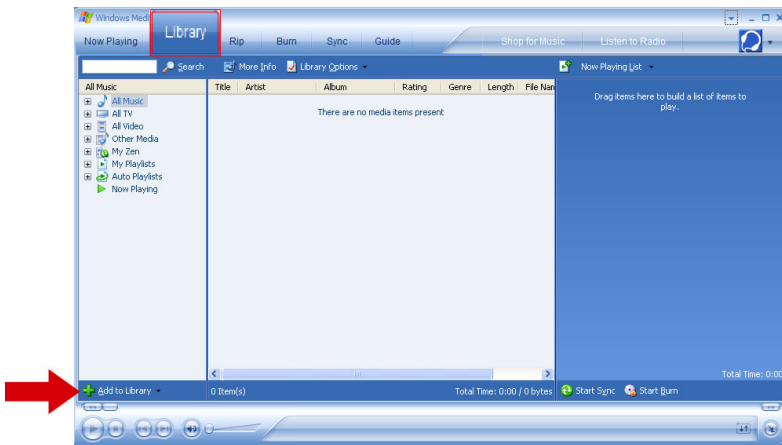 Windows Medi
Now Playing
Library
Rip
Burn
Sync
Guide
Shop for Music
Listen to Radio
Search
More Info
Library Options
Now Playing List
All Music
Title
Artist
Album
Rating
Genre
Length
File Nan
All Music
All TV
All Video
Other Media
My Zen
My Playlists
Auto Playlists
Now Playing
There are no media items present
Drag items here to build a list of items to
play.
Total Time: 0:00
Add to Library
0 Item(s)
Total Time: 0:00 / 0 bytes
Start Sync
Start Burn